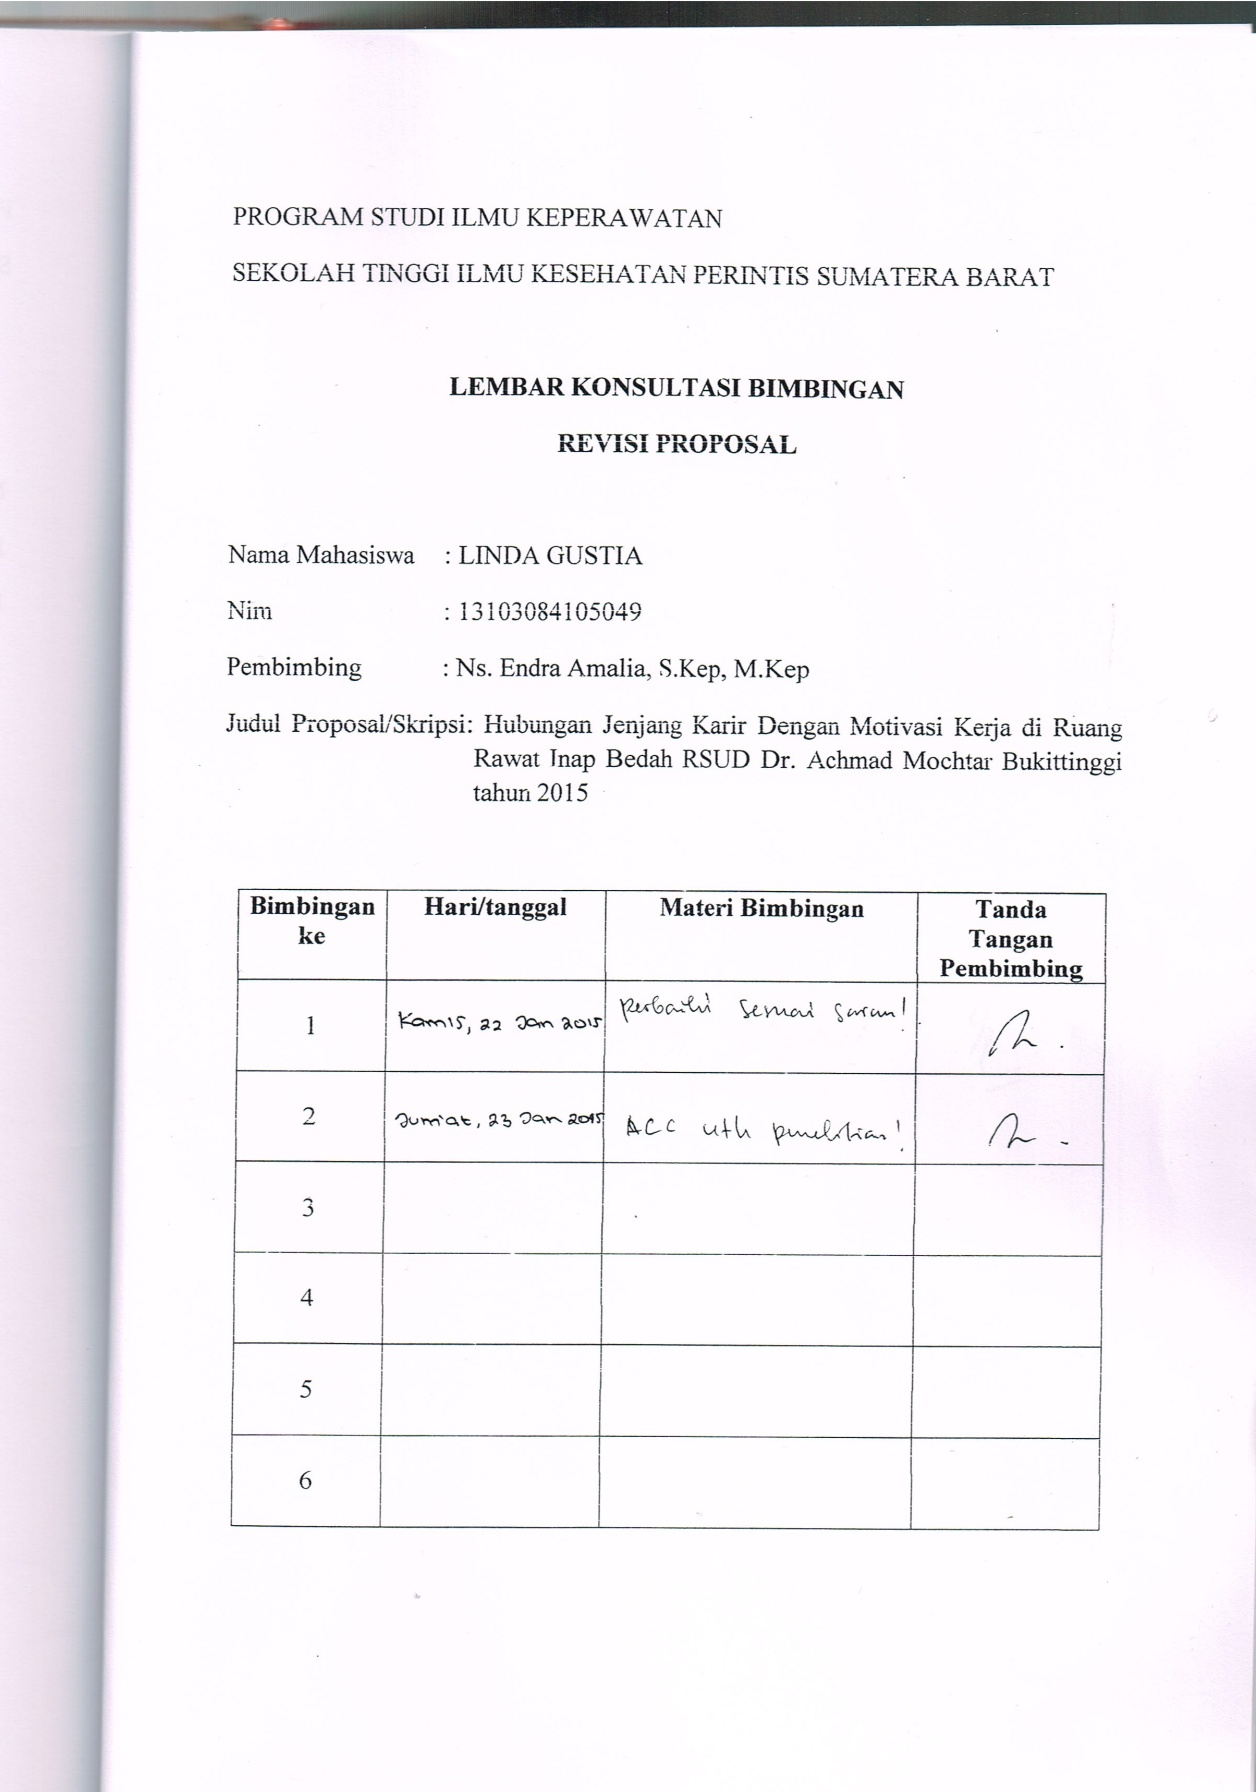 PROGRAM STUDI ILMU KEPERAWATAN
SEKOLAH TINGGI ILMU KESEHATAN PERINTIS SUMATERA BARAT
LEMBAR KONSULTASI BIMBINGAN
REVISI PROPOSAL
Nama Mahasiswa : LINDA GUSTIA
Nim : 13103084105049
Pembimbing : Ns. Endra Amalia, S.Kep, M.Kep
Judul Proposal/Skripsi: Hubungan Jenjang Karir Dengan Motivasi Kerja di Ruang
Rawat Inap Bedah RSUD Dr. Achmad Mochtar Bukittinggi
tahun 2015
Bimbingan ke Hari/tanggal Materi Bimbingan Tanda Tangan Pembimbing
1 Kamis, 22 Jan 2015 perbaiki sesuai saran!
2 Jum'at, 23 Jan 2015 ACC utk penelitian!
3
4
5
6